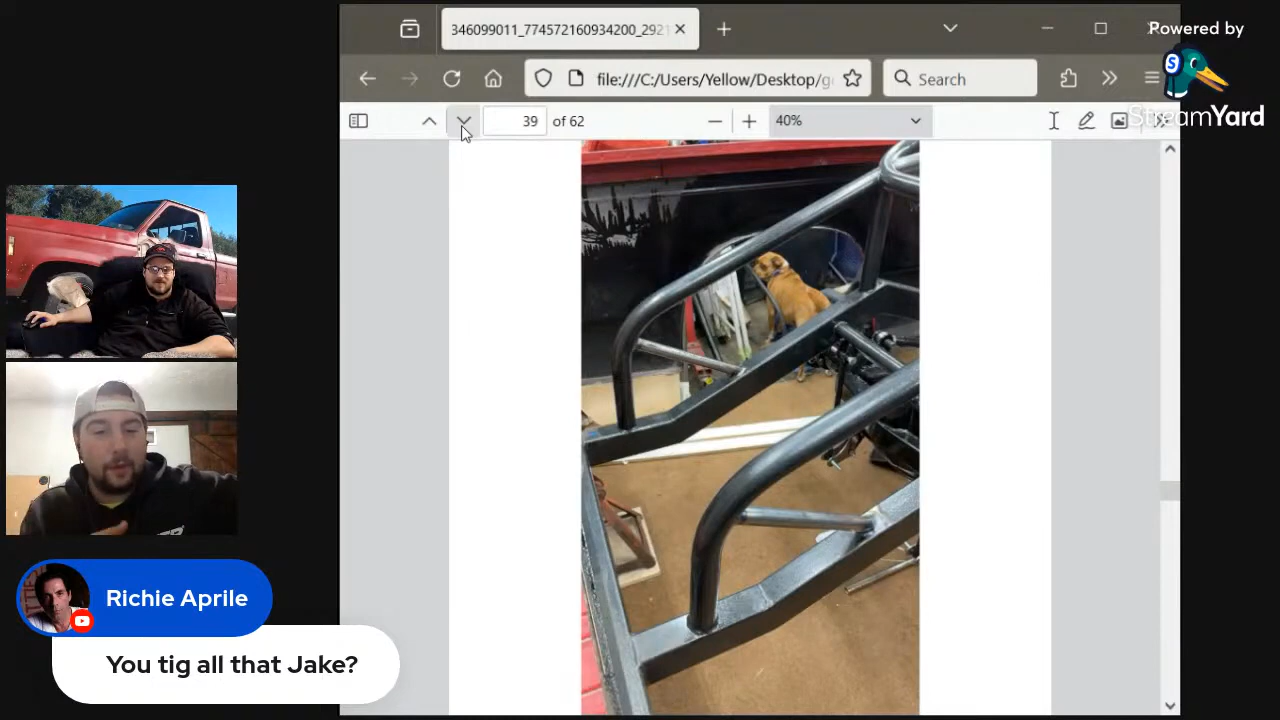 346099011_774572160934200_2921
Powered by
StreamYard
file:///C:/Users/Yellow/Desktop/g
Search
39 of 62
40%
Richie Aprile
You tig all that Jake?